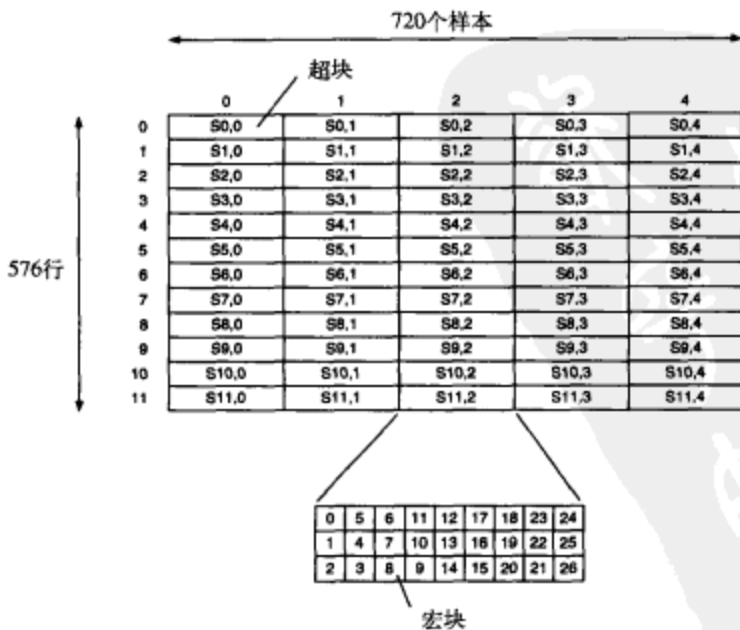 720个样本
超块
0 1 2 3 4
0 S0,0 S0,1 S0,2 S0,3 S0,4
1 S1,0 S1,1 S1,2 S1,3 S1,4
2 S2,0 S2,1 S2,2 S2,3 S2,4
3 S3,0 S3,1 S3,2 S3,3 S3,4
4 S4,0 S4,1 S4,2 S4,3 S4,4
5 S5,0 S5,1 S5,2 S5,3 S5,4
576行
6 S6,0 S6,1 S6,2 S6,3 S6,4
7 S7,0 S7,1 S7,2 S7,3 S7,4
8 S8,0 S8,1 S8,2 S8,3 S8,4
9 S9,0 S9,1 S9,2 S9,3 S9,4
10 S10,0 S10,1 S10,2 S10,3 S10,4
11 S11,0 S11,1 S11,2 S11,3 S11,4
0 5 6 11 12 17 18 23 24
1 4 7 10 13 16 19 22 25
2 3 8 9 14 15 20 21 26
宏块